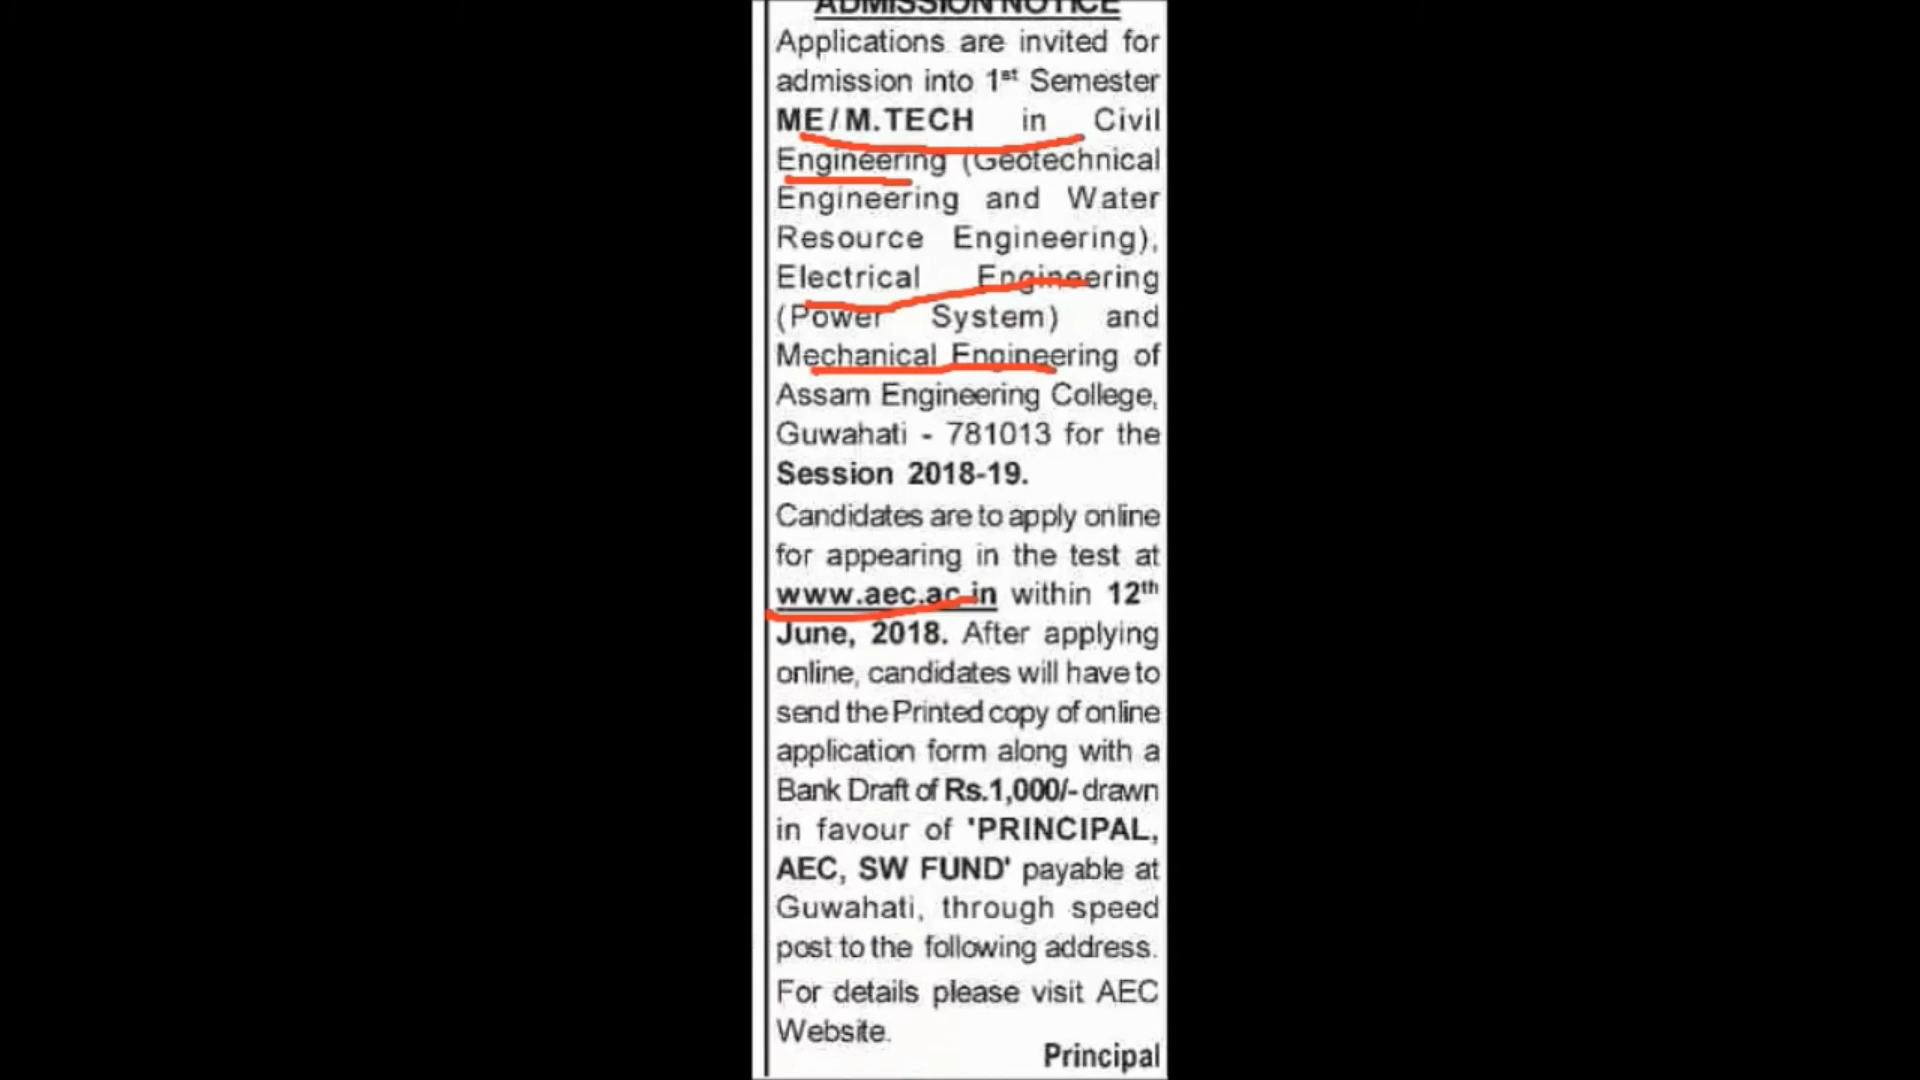 ADMISSION NOTICE
Applications are invited for
admission into 1st Semester
ME/M.TECH in Civil
Engineering (Geotechnical
Engineering and Water
Resource Engineering),
Electrical Engineering
(Power System) and
Mechanical Engineering of
Assam Engineering College,
Guwahati - 781013 for the
Session 2018-19.
Candidates are to apply online
for appearing in the test at
www.aec.ac.in within 12th
June, 2018. After applying
online, candidates will have to
send the Printed copy of online
application form along with a
Bank Draft of Rs.1,000/- drawn
in favour of 'PRINCIPAL,
AEC, SW FUND' payable at
Guwahati, through speed
post to the following address.
For details please visit AEC
Website.
Principal